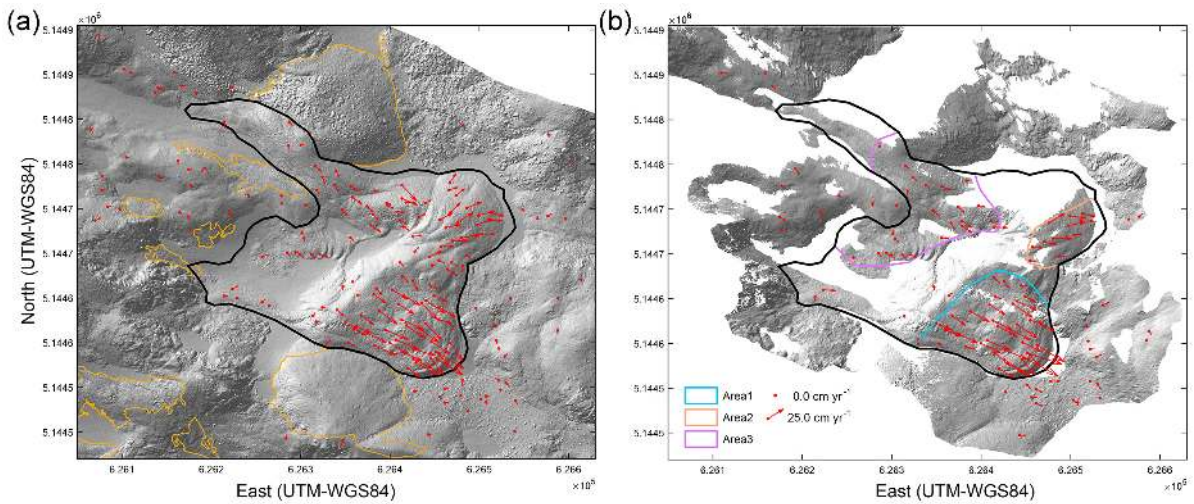 (a)
×10⁶
5.1449
5.1449
5.1448
5.1448
5.1447
5.1447
5.1446
5.1446
5.1445
5.1445
North (UTM-WGS84)
6.261 6.262 6.263 6.264 6.265 6.266
×10⁵
East (UTM-WGS84)
(b)
×10⁶
5.1449
5.1449
5.1448
5.1448
5.1447
5.1447
5.1446
5.1446
5.1445
5.1445
Area1 0.0 cm yr⁻¹
Area2 25.0 cm yr⁻¹
Area3
6.261 6.262 6.263 6.264 6.265 6.266
×10⁵
East (UTM-WGS84)